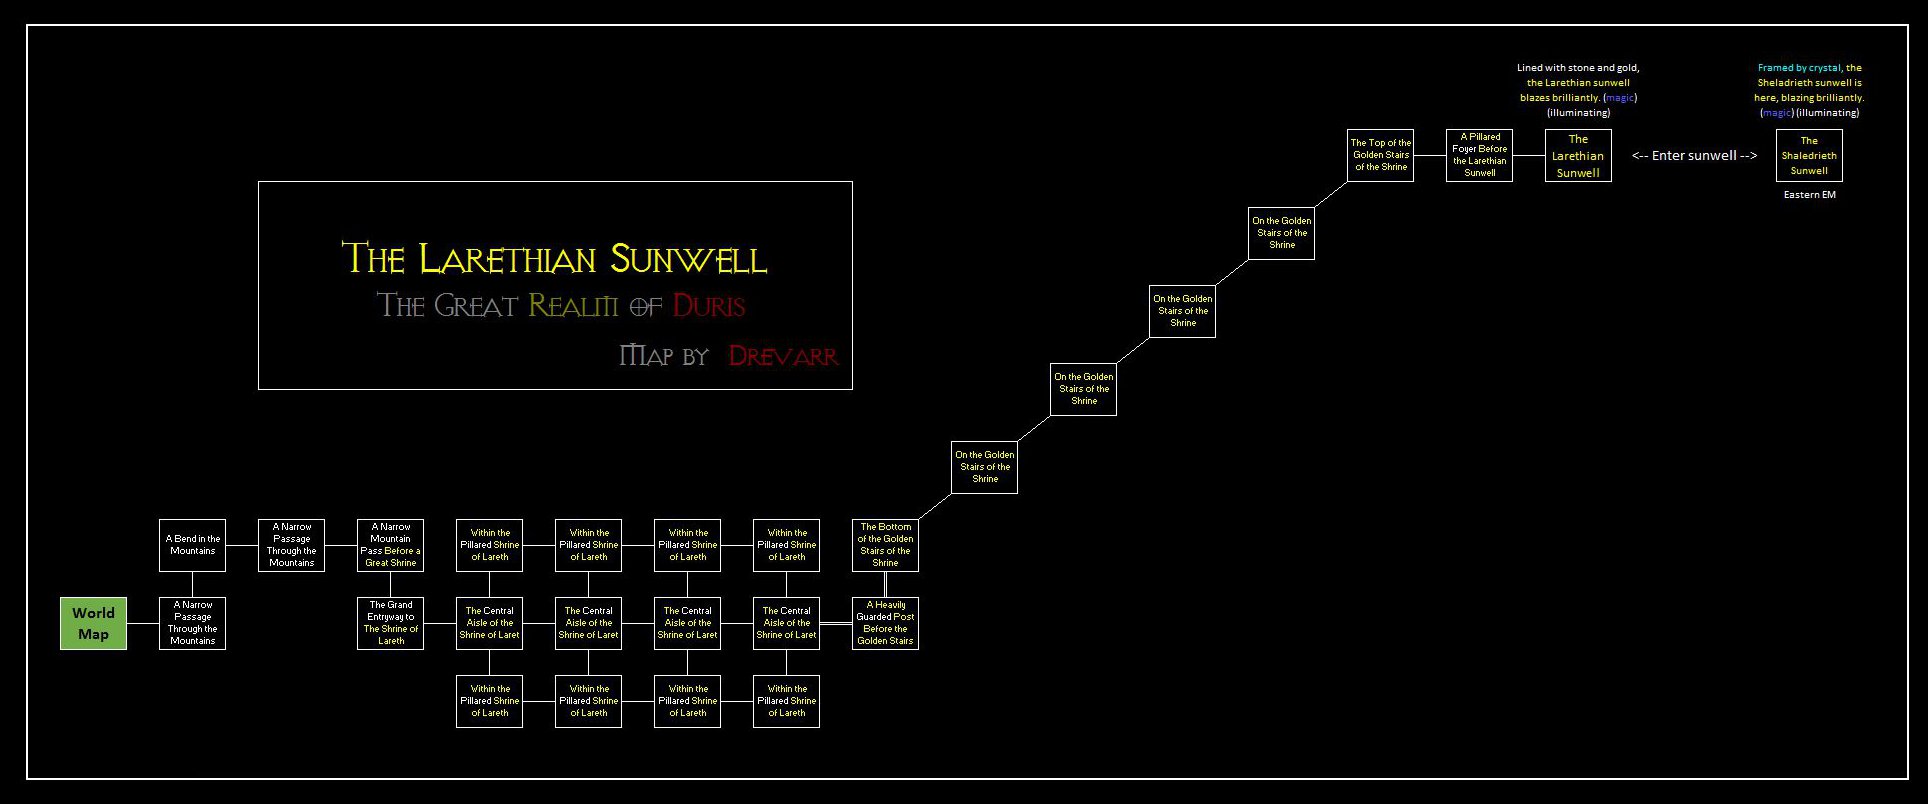 Lined with stone and gold,
the Larethian sunwell
blazes brilliantly. (magic)
(illuminating)
Framed by crystal, the
Sheladrieth sunwell is
here, blazing brilliantly.
(magic) (illuminating)
The Top of the
Golden Stairs
of the Shrine
A Pillared
Foyer Before
the Larethian
Sunwell
The
Larethian
Sunwell
<-- Enter sunwell -->
The
Shaledrieth
Sunwell
Eastern EM
The Larethian Sunwell
The Great Realm of Duris
Map by Drevarr
On the Golden
Stairs of the
Shrine
On the Golden
Stairs of the
Shrine
On the Golden
Stairs of the
Shrine
On the Golden
Stairs of the
Shrine
A Bend in the
Mountains
A Narrow
Passage
Through the
Mountains
A Narrow
Mountain
Pass Before a
Great Shrine
Within the
Pillared Shrine
of Lareth
Within the
Pillared Shrine
of Lareth
Within the
Pillared Shrine
of Lareth
Within the
Pillared Shrine
of Lareth
The Bottom
of the Golden
Stairs of the
Shrine
World
Map
A Narrow
Passage
Through the
Mountains
The Grand
Entryway to
The Shrine of
Lareth
The Central
Aisle of the
Shrine of Laret
The Central
Aisle of the
Shrine of Laret
The Central
Aisle of the
Shrine of Laret
The Central
Aisle of the
Shrine of Laret
A Heavily
Guarded Post
Before the
Golden Stairs
Within the
Pillared Shrine
of Lareth
Within the
Pillared Shrine
of Lareth
Within the
Pillared Shrine
of Lareth
Within the
Pillared Shrine
of Lareth